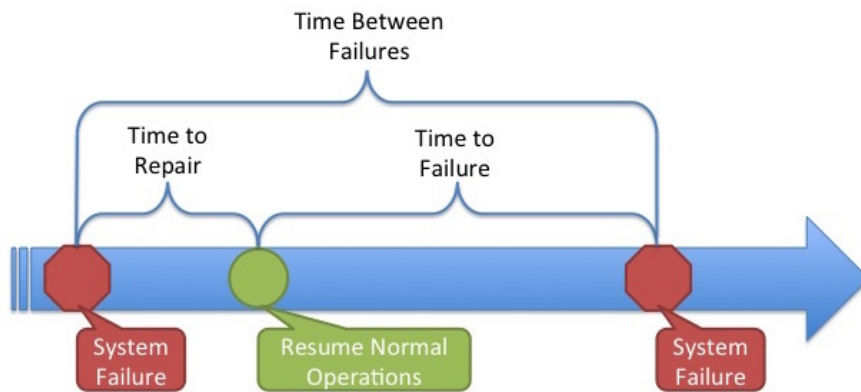 Time Between
Failures
Time to
Repair
Time to
Failure
System
Failure
Resume Normal
Operations
System
Failure